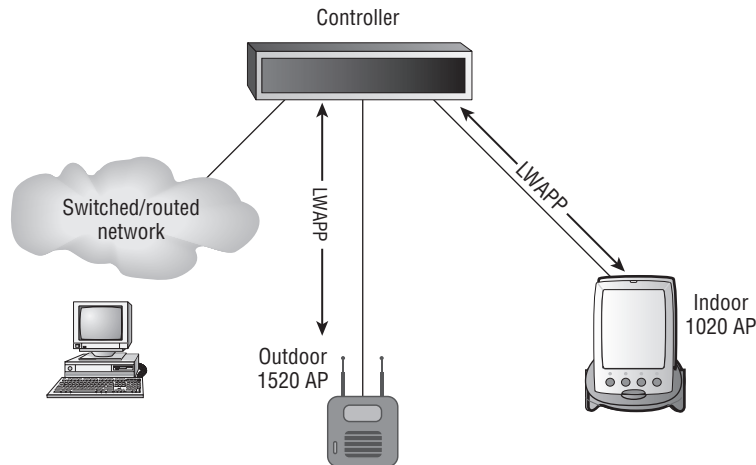 Controller
Switched/routed
network
LWAPP
LWAPP
Outdoor
1520 AP
Indoor
1020 AP